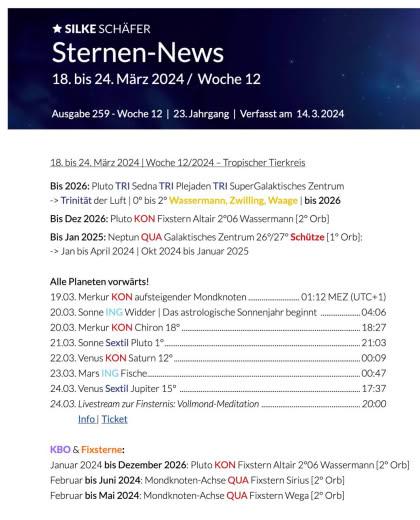 ★ SILKE SCHÄFER
Sternen-News
18. bis 24. März 2024 / Woche 12
Ausgabe 259 - Woche 12 | 23. Jahrgang | Verfasst am 14.3.2024
18. bis 24. März 2024 | Woche 12/2024 – Tropischer Tierkreis
Bis 2026: Pluto TRI Sedna TRI Plejaden TRI SuperGalaktisches Zentrum
-> Trinität der Luft | 0° bis 2° Wassermann, Zwilling, Waage | bis 2026
Bis Dez 2026: Pluto KON Fixstern Altair 2°06 Wassermann [2° Orb]
Bis Jan 2025: Neptun QUA Galaktisches Zentrum 26°/27° Schütze [1° Orb]:
-> Jan bis April 2024 | Okt 2024 bis Januar 2025
Alle Planeten vorwärts!
19.03. Merkur KON aufsteigender Mondknoten ........................ 01:12 MEZ (UTC+1)
20.03. Sonne ING Widder | Das astrologische Sonnenjahr beginnt .................. 04:06
20.03. Merkur KON Chiron 18° ........................ 18:27
21.03. Sonne Sextil Pluto 1° ........................ 21:03
22.03. Venus KON Saturn 12° ........................ 00:09
23.03. Mars ING Fische ........................ 00:47
24.03. Venus Sextil Jupiter 15° ........................ 17:37
24.03. Livestream zur Finsternis: Vollmond-Meditation ........................ 20:00
Info | Ticket
KBO & Fixsterne:
Januar 2024 bis Dezember 2026: Pluto KON Fixstern Altair 2°06 Wassermann [2° Orb]
Februar bis Juni 2024: Mondknoten-Achse QUA Fixstern Sirius [2° Orb]
Februar bis Mai 2024: Mondknoten-Achse QUA Fixstern Wega [2° Orb]